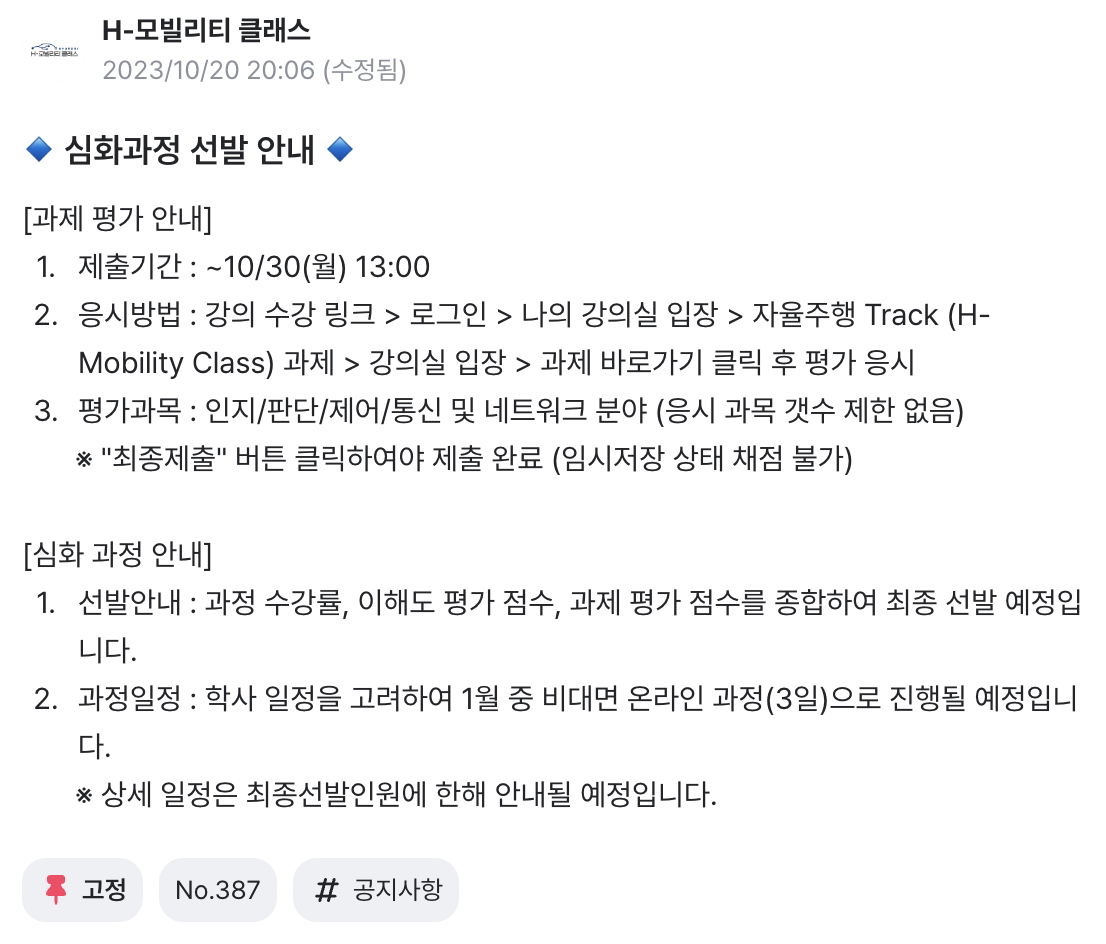 H-모빌리티 클래스
H-모빌리티 클래스
2023/10/20 20:06 (수정됨)
🔷 심화과정 선발 안내 🔷
[과제 평가 안내]
1. 제출기간 : ~10/30(월) 13:00
2. 응시방법 : 강의 수강 링크 > 로그인 > 나의 강의실 입장 > 자율주행 Track (H-
Mobility Class) 과제 > 강의실 입장 > 과제 바로가기 클릭 후 평가 응시
3. 평가과목 : 인지/판단/제어/통신 및 네트워크 분야 (응시 과목 갯수 제한 없음)
※ "최종제출" 버튼 클릭하여야 제출 완료 (임시저장 상태 채점 불가)
[심화 과정 안내]
1. 선발안내 : 과정 수강률, 이해도 평가 점수, 과제 평가 점수를 종합하여 최종 선발 예정입
니다.
2. 과정일정 : 학사 일정을 고려하여 1월 중 비대면 온라인 과정(3일)으로 진행될 예정입니
다.
※ 상세 일정은 최종선발인원에 한해 안내될 예정입니다.
📌 고정 No.387 # 공지사항